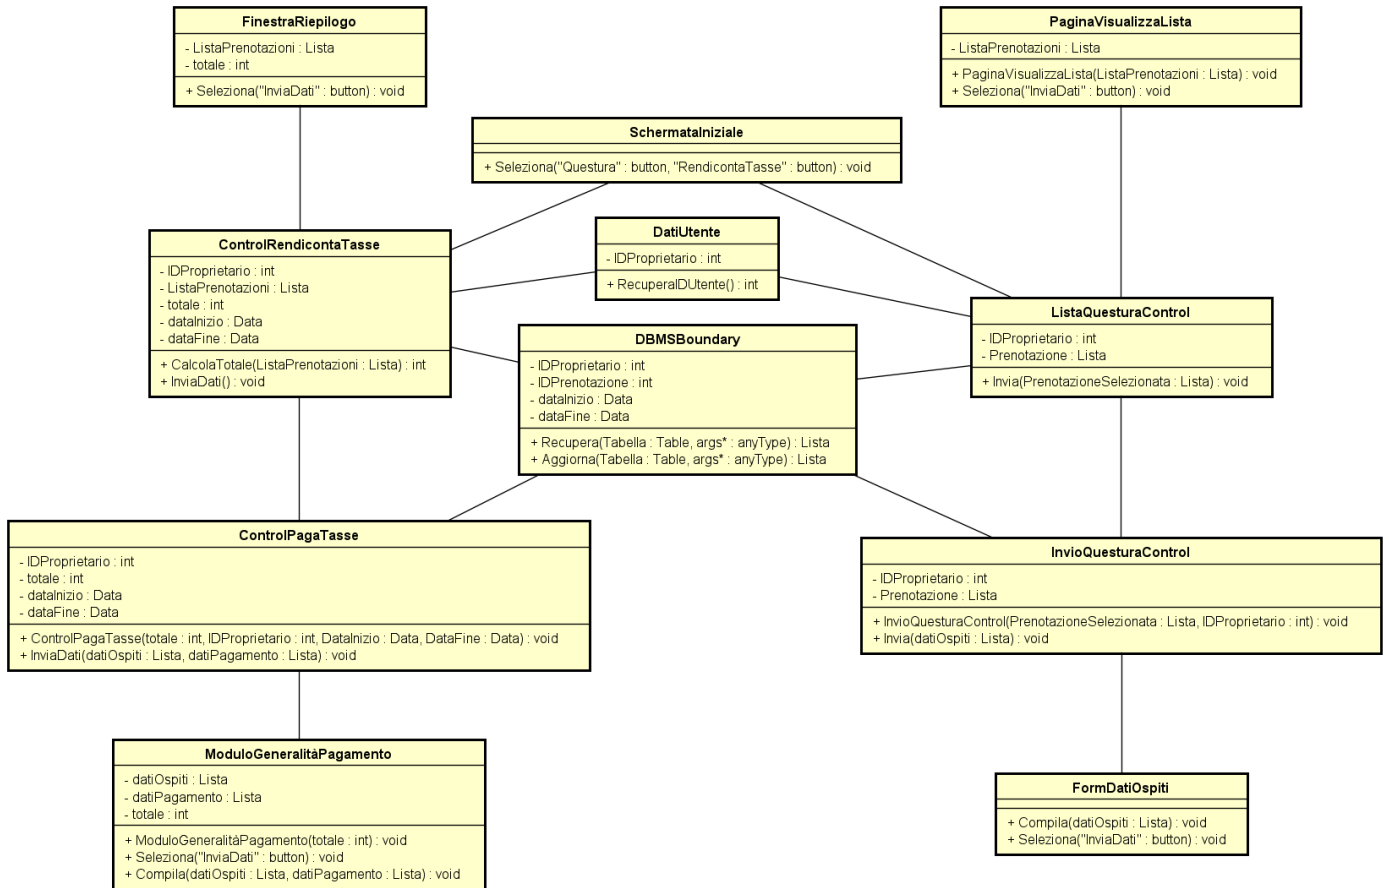 FinestraRiepilogo
- ListaPrenotazioni : Lista
- totale : int
+ Seleziona("InviaDati" : button) : void
PaginaVisualizzaLista
- ListaPrenotazioni : Lista
+ PaginaVisualizzaLista(ListaPrenotazioni : Lista) : void
+ Seleziona("InviaDati" : button) : void
SchermataIniziale
+ Seleziona("Questura" : button, "RendicontaTasse" : button) : void
ControlRendicontaTasse
- IDProprietario : int
- ListaPrenotazioni : Lista
- totale : int
- dataInizio : Data
- dataFine : Data
+ CalcolaTotale(ListaPrenotazioni : Lista) : int
+ InviaDati() : void
DatiUtente
- IDProprietario : int
+ RecuperaIDUtente() : int
ListaQuesturaControl
- IDProprietario : int
- Prenotazione : Lista
+ Invia(PrenotazioneSelezionata : Lista) : void
DBMSBoundary
- IDProprietario : int
- IDPrenotazione : int
- dataInizio : Data
- dataFine : Data
+ Recupera(Tabella : Table, args* : anyType) : Lista
+ Aggiorna(Tabella : Table, args* : anyType) : Lista
ControlPagaTasse
- IDProprietario : int
- totale : int
- dataInizio : Data
- dataFine : Data
+ ControlPagaTasse(totale : int, IDProprietario : int, DataInizio : Data, DataFine : Data) : void
+ InviaDati(datiOspiti : Lista, datiPagamento : Lista) : void
InvioQuesturaControl
- IDProprietario : int
- Prenotazione : Lista
+ InvioQuesturaControl(PrenotazioneSelezionata : Lista, IDProprietario : int) : void
+ Invia(datiOspiti : Lista) : void
ModuloGeneralitàPagamento
- datiOspiti : Lista
- datiPagamento : Lista
- totale : int
+ ModuloGeneralitàPagamento(totale : int) : void
+ Seleziona("InviaDati" : button) : void
+ Compila(datiOspiti : Lista, datiPagamento : Lista) : void
FormDatiOspiti
+ Compila(datiOspiti : Lista) : void
+ Seleziona("InviaDati" : button) : void